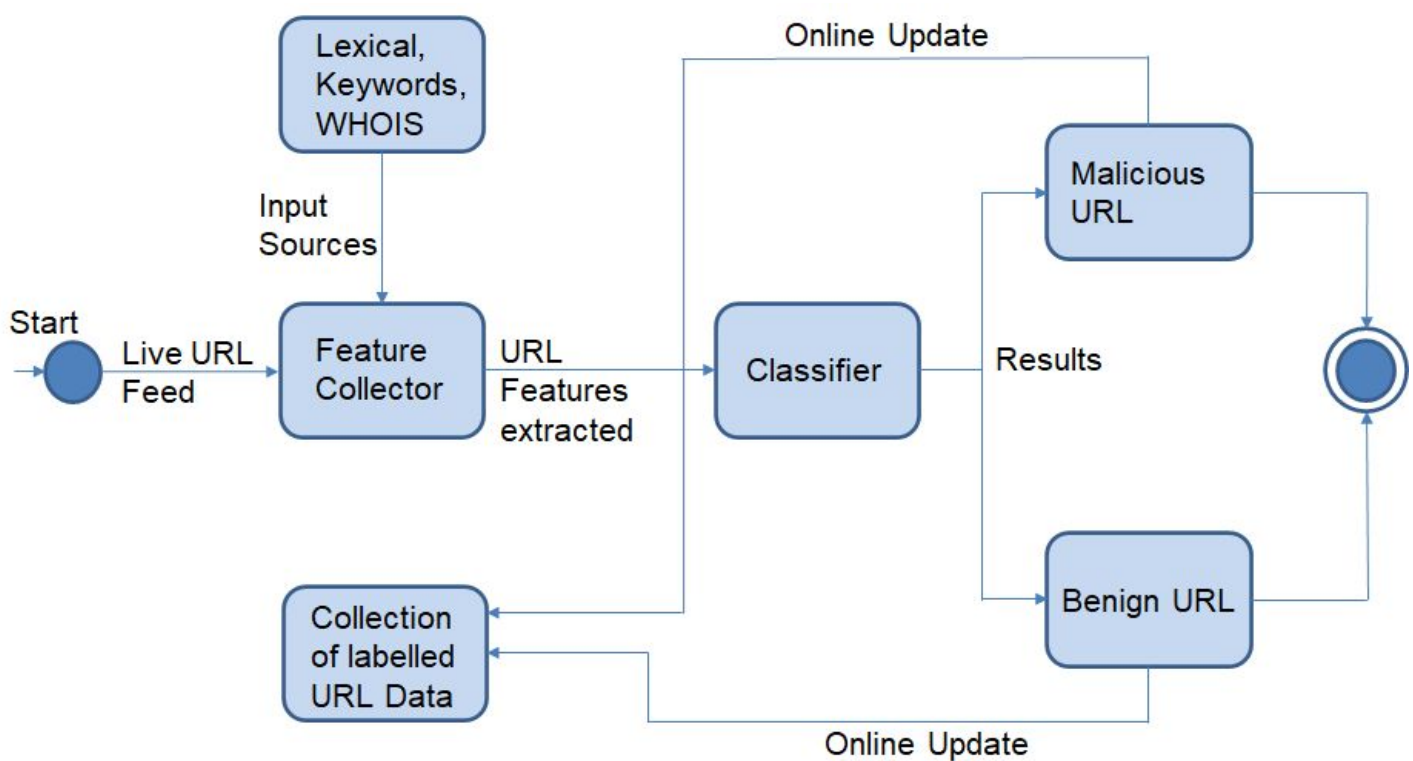 Online Update
Lexical,
Keywords,
WHOIS
Malicious
URL
Input
Sources
Start
Live URL
Feed
Feature
Collector
URL
Features
extracted
Classifier
Results
Collection
of labelled
URL Data
Benign URL
Online Update